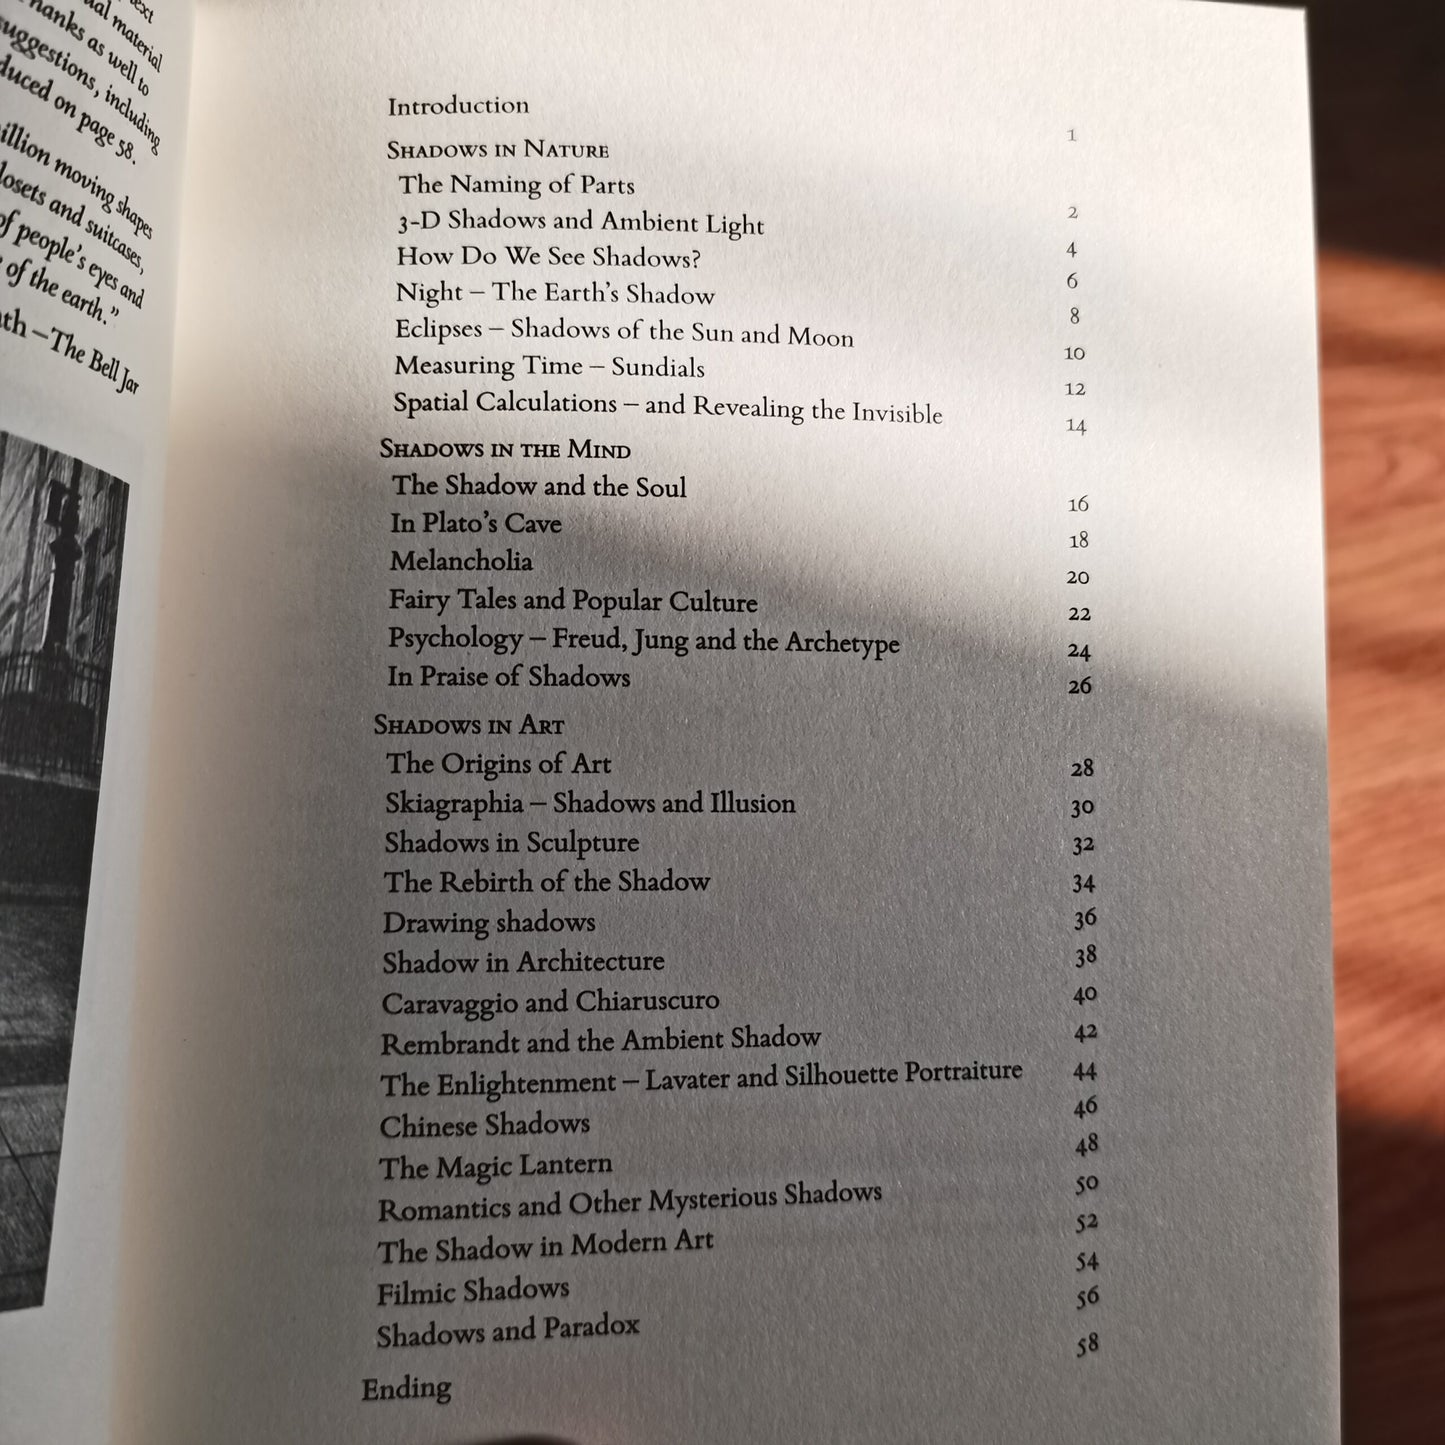 material
as well to
suggestions, including
on page 58.
moving shapes
and suitcases,
of people's eyes and
of the earth."
–The Bell Jar
Introduction 1
Shadows in Nature
The Naming of Parts 2
3-D Shadows and Ambient Light 4
How Do We See Shadows? 6
Night – The Earth's Shadow 8
Eclipses – Shadows of the Sun and Moon 10
Measuring Time – Sundials 12
Spatial Calculations – and Revealing the Invisible 14
Shadows in the Mind
The Shadow and the Soul 16
In Plato's Cave 18
Melancholia 20
Fairy Tales and Popular Culture 22
Psychology – Freud, Jung and the Archetype 24
In Praise of Shadows 26
Shadows in Art
The Origins of Art 28
Skiagraphia – Shadows and Illusion 30
Shadows in Sculpture 32
The Rebirth of the Shadow 34
Drawing shadows 36
Shadow in Architecture 38
Caravaggio and Chiaruscuro 40
Rembrandt and the Ambient Shadow 42
The Enlightenment – Lavater and Silhouette Portraiture 44
Chinese Shadows 46
The Magic Lantern 48
Romantics and Other Mysterious Shadows 50
The Shadow in Modern Art 52
Filmic Shadows 54
Shadows and Paradox 56
Ending 58